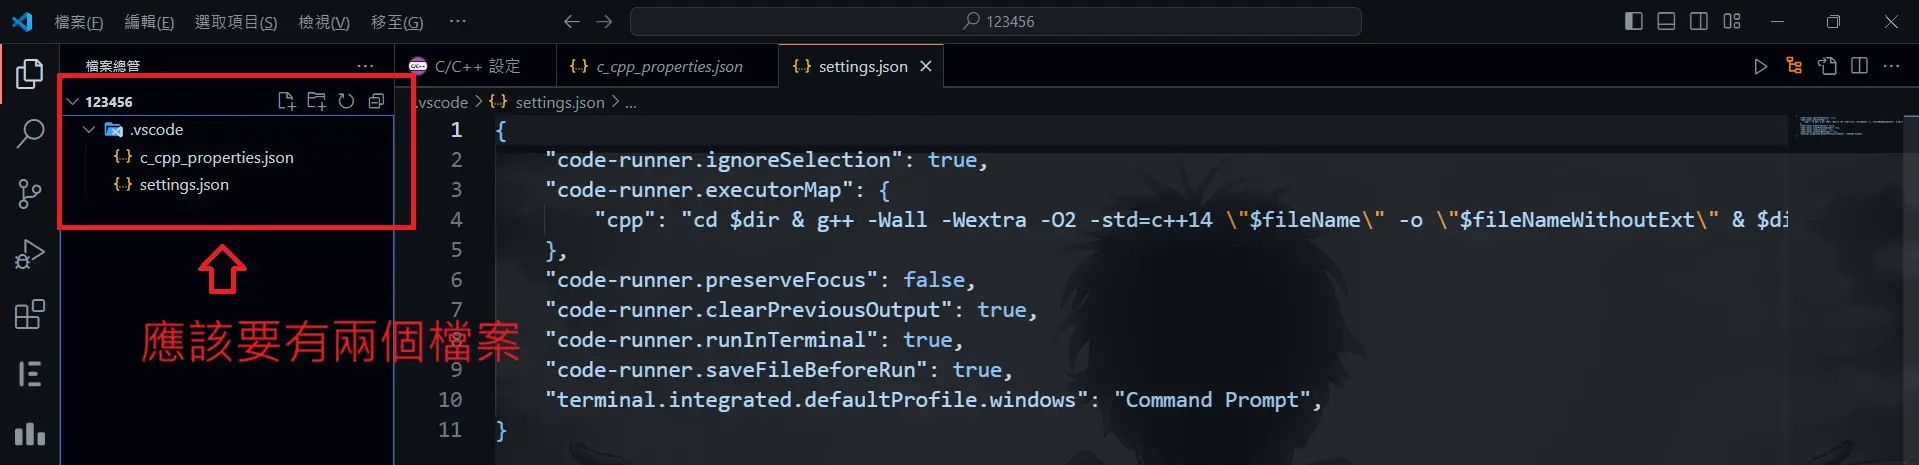 檔案(F) 編輯(E) 選取項目(S) 檢視(V) 移至(G) ··· 123456
檔案總管 ···
C/C++ 設定 {··} c_cpp_properties.json {··} settings.json
123456
.vscode
{··} c_cpp_properties.json
{··} settings.json
應該要有兩個檔案
.vscode > {··} settings.json > ...
1 {
2 "code-runner.ignoreSelection": true,
3 "code-runner.executorMap": {
4 "cpp": "cd $dir & g++ -Wall -Wextra -O2 -std=c++14 \"$fileName\" -o \"$fileNameWithoutExt\" & $di
5 },
6 "code-runner.preserveFocus": false,
7 "code-runner.clearPreviousOutput": true,
8 "code-runner.runInTerminal": true,
9 "code-runner.saveFileBeforeRun": true,
10 "terminal.integrated.defaultProfile.windows": "Command Prompt",
11 }